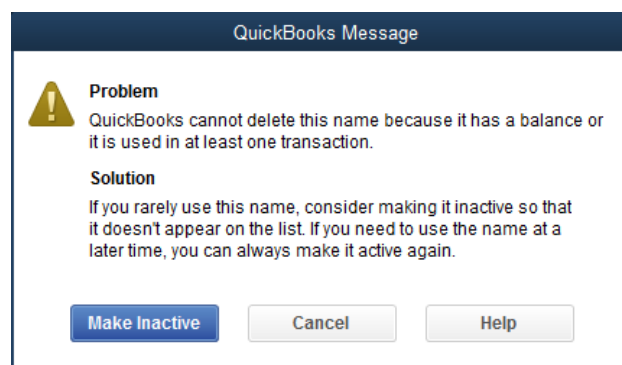 QuickBooks Message
Problem
QuickBooks cannot delete this name because it has a balance or
it is used in at least one transaction.
Solution
If you rarely use this name, consider making it inactive so that
it doesn't appear on the list. If you need to use the name at a
later time, you can always make it active again.
Make Inactive
Cancel
Help